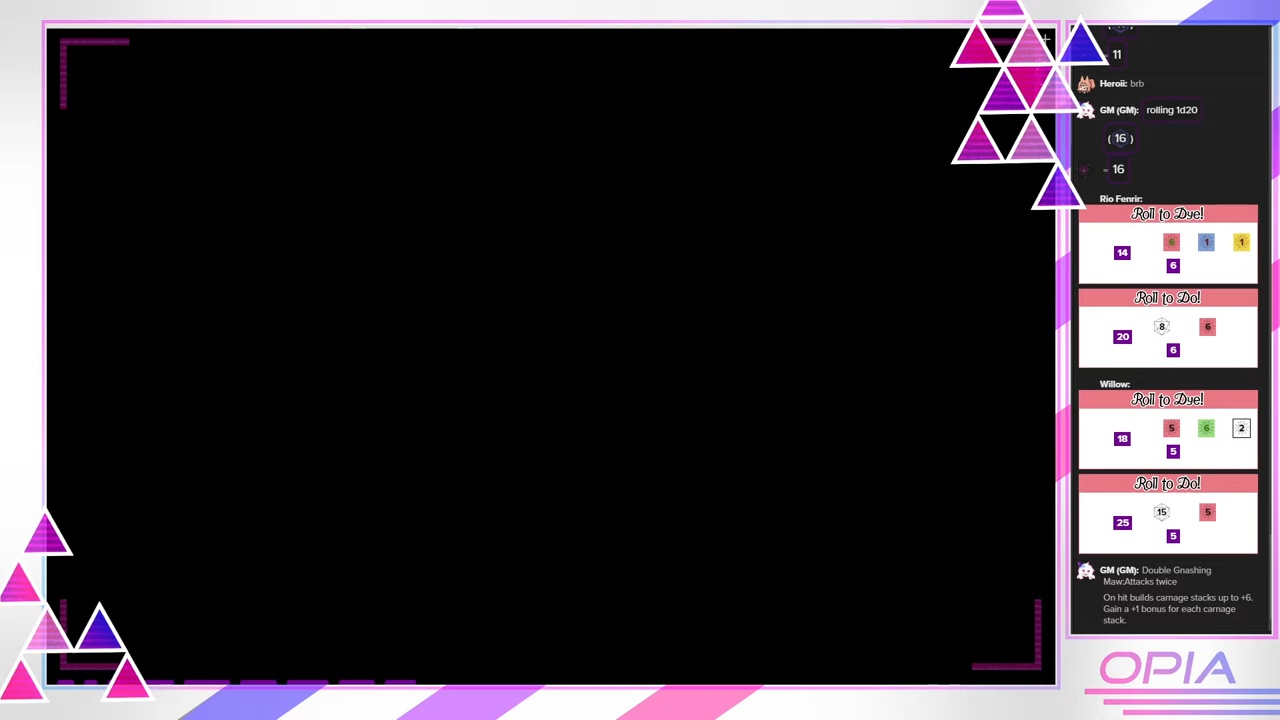 = 11
Heroii: brb
GM (GM): rolling 1d20
(16)
= 16
Rio Fenrir:
Roll to Dye!
14 6 1 1
6
Roll to Do!
20 8 6
6
Willow:
Roll to Dye!
18 5 6 2
5
Roll to Do!
25 15 5
5
GM (GM): Double Gnashing
Maw:Attacks twice
On hit builds carnage stacks up to +6.
Gain a +1 bonus for each carnage
stack.
OPIA